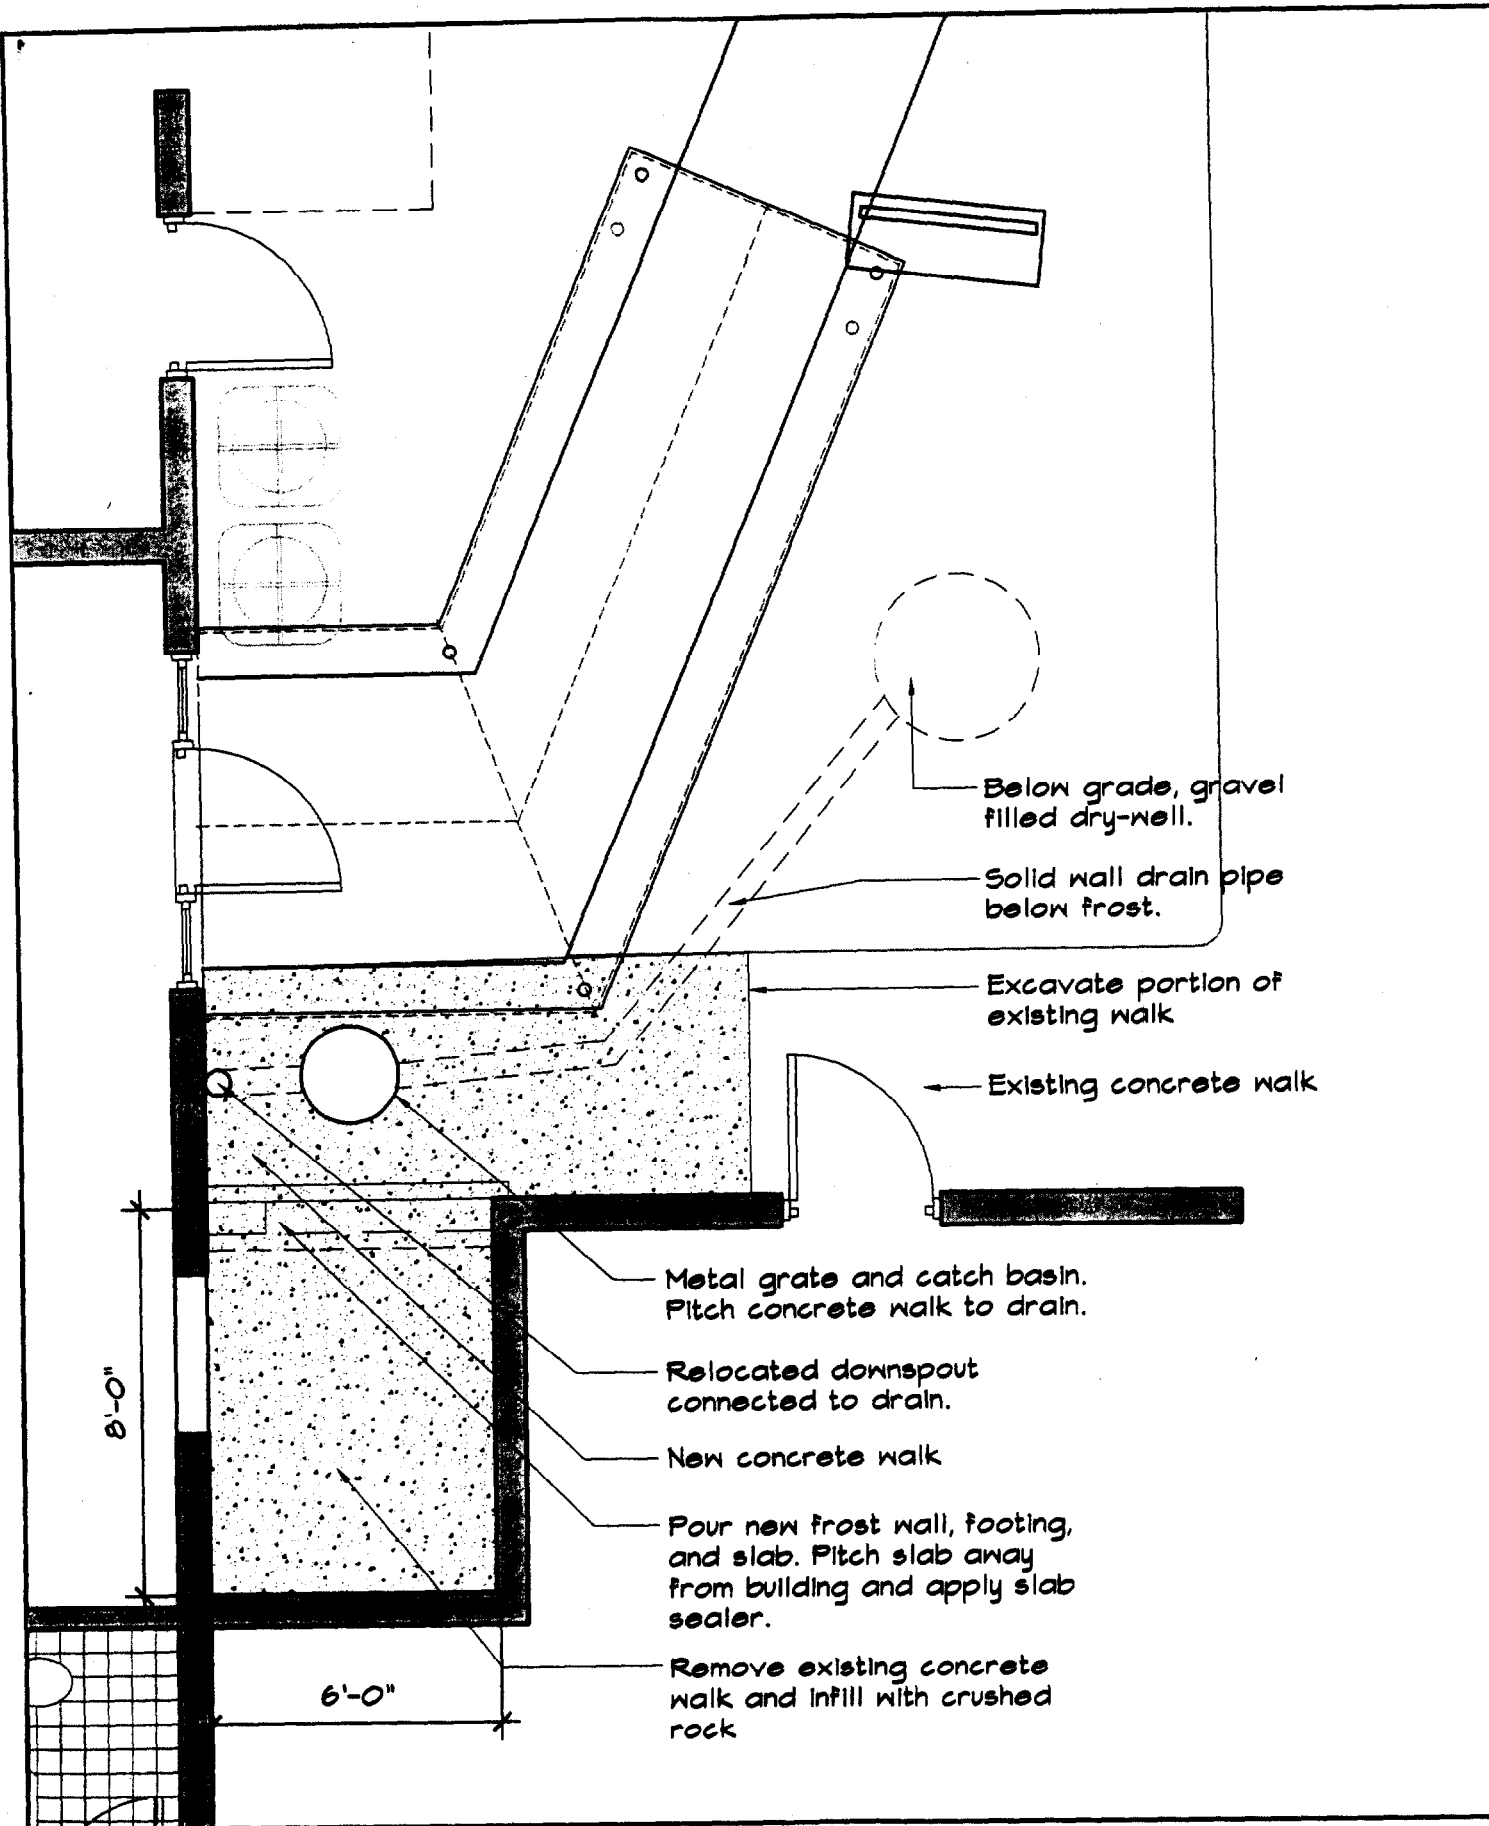 Below grade, gravel
filled dry-well.
Solid wall drain pipe
below frost.
Excavate portion of
existing walk
Existing concrete walk
Metal grate and catch basin.
Pitch concrete walk to drain.
Relocated downspout
connected to drain.
New concrete walk
Pour new frost wall, footing,
and slab. Pitch slab away
from building and apply slab
sealer.
Remove existing concrete
walk and infill with crushed
rock
8'-0"
6'-0"